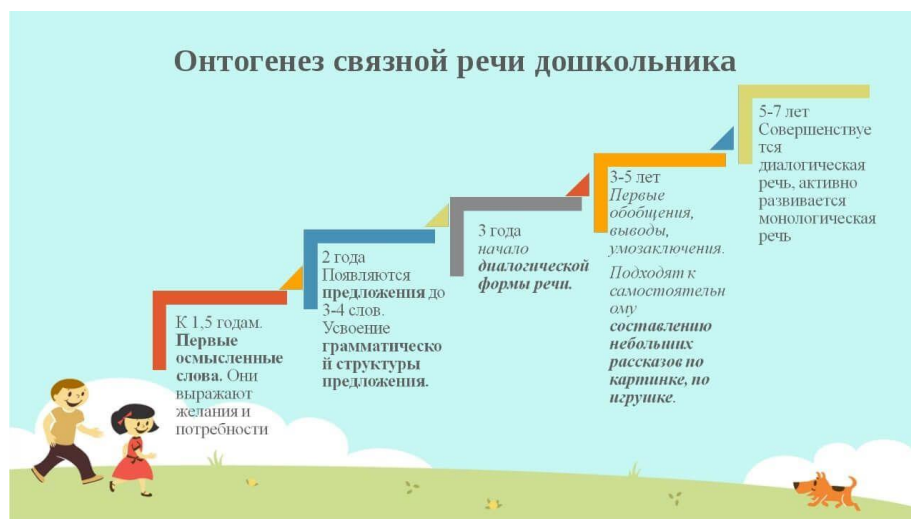 Онтогенез связной речи дошкольника
К 1,5 годам.
Первые
осмысленные
слова. Они
выражают
желания и
потребности
2 года
Появляются
предложения до
3-4 слов.
Усвоение
грамматическо
й структуры
предложения.
3 года
начало
диалогической
формы речи.
3-5 лет
Первые
обобщения,
выводы,
умозаключения.
Подходят к
самостоятельн
ому
составлению
небольших
рассказов по
картинке, по
игрушке.
5-7 лет
Совершенствуе
тся
диалогическая
речь, активно
развивается
монологическая
речь